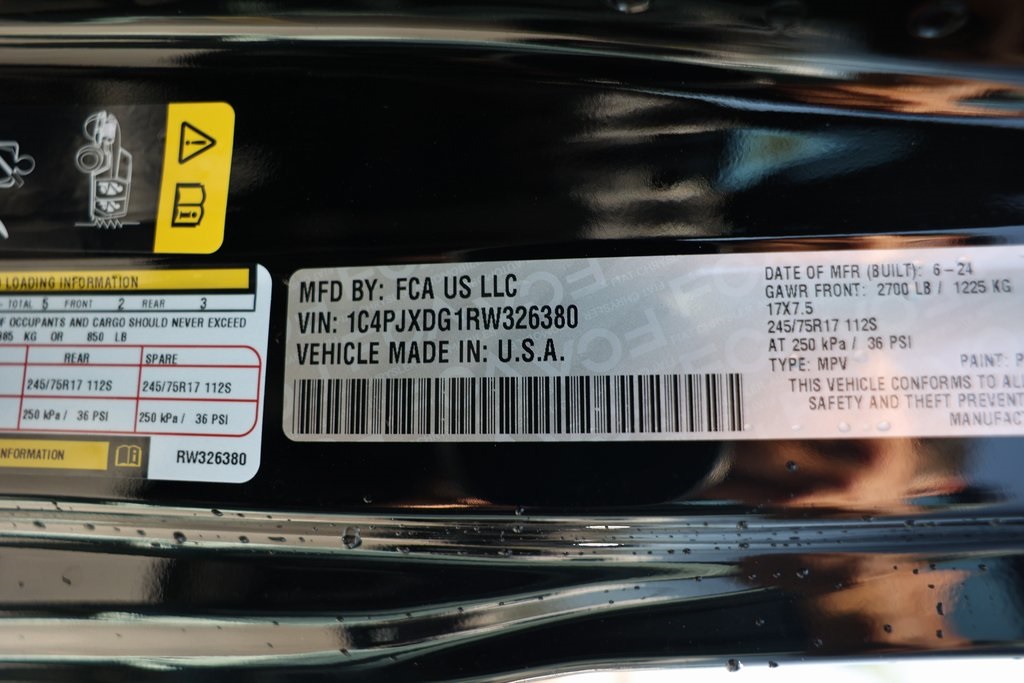 LOADING INFORMATION
TOTAL 5 FRONT 2 REAR 3
OF OCCUPANTS AND CARGO SHOULD NEVER EXCEED
385 KG OR 850 LB
REAR SPARE
245/75R17 112S 245/75R17 112S
250 kPa / 36 PSI 250 kPa / 36 PSI
INFORMATION
RW326380
MFD BY: FCA US LLC
VIN: 1C4PJXDG1RW326380
VEHICLE MADE IN: U.S.A.
DATE OF MFR (BUILT): 6-24
GAWR FRONT: 2700 LB / 1225 KG
17X7.5
245/75R17 112S
AT 250 kPa / 36 PSI
TYPE: MPV PAINT: P
THIS VEHICLE CONFORMS TO ALL
SAFETY AND THEFT PREVENT
MANUFACT